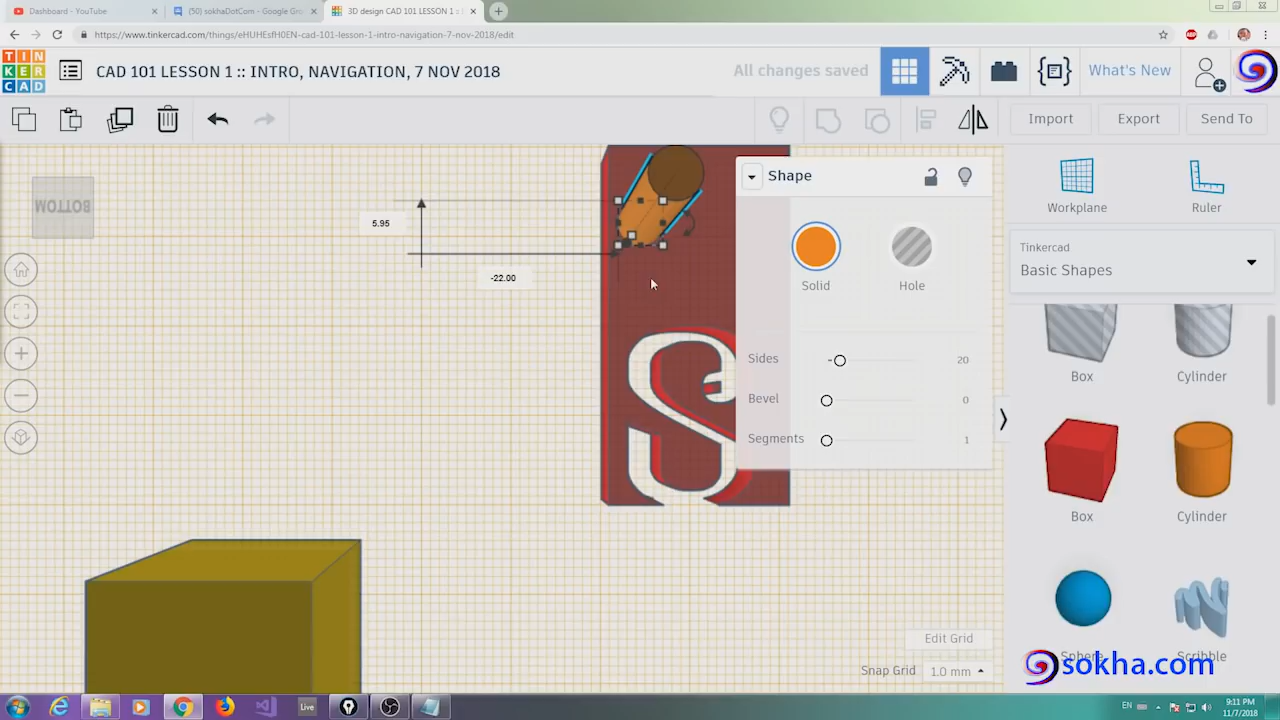 Dashboard - YouTube
(50) sokhaDotCom - Google Gro
3D design CAD 101 LESSON 1 ::
https://www.tinkercad.com/things/eHUHEsfH0EN-cad-101-lesson-1-intro-navigation-7-nov-2018/edit
TIN
KER
CAD
CAD 101 LESSON 1 :: INTRO, NAVIGATION, 7 NOV 2018
All changes saved
What's New
Import
Export
Send To
BOTTOM
5.95
-22.00
S
Shape
Solid
Hole
Sides
20
Bevel
0
Segments
1
Workplane
Ruler
Tinkercad
Basic Shapes
Box
Cylinder
Box
Cylinder
Sphere
Scribble
Edit Grid
Snap Grid
1.0 mm
sokha.com
Live
EN
9:11 PM
11/7/2018